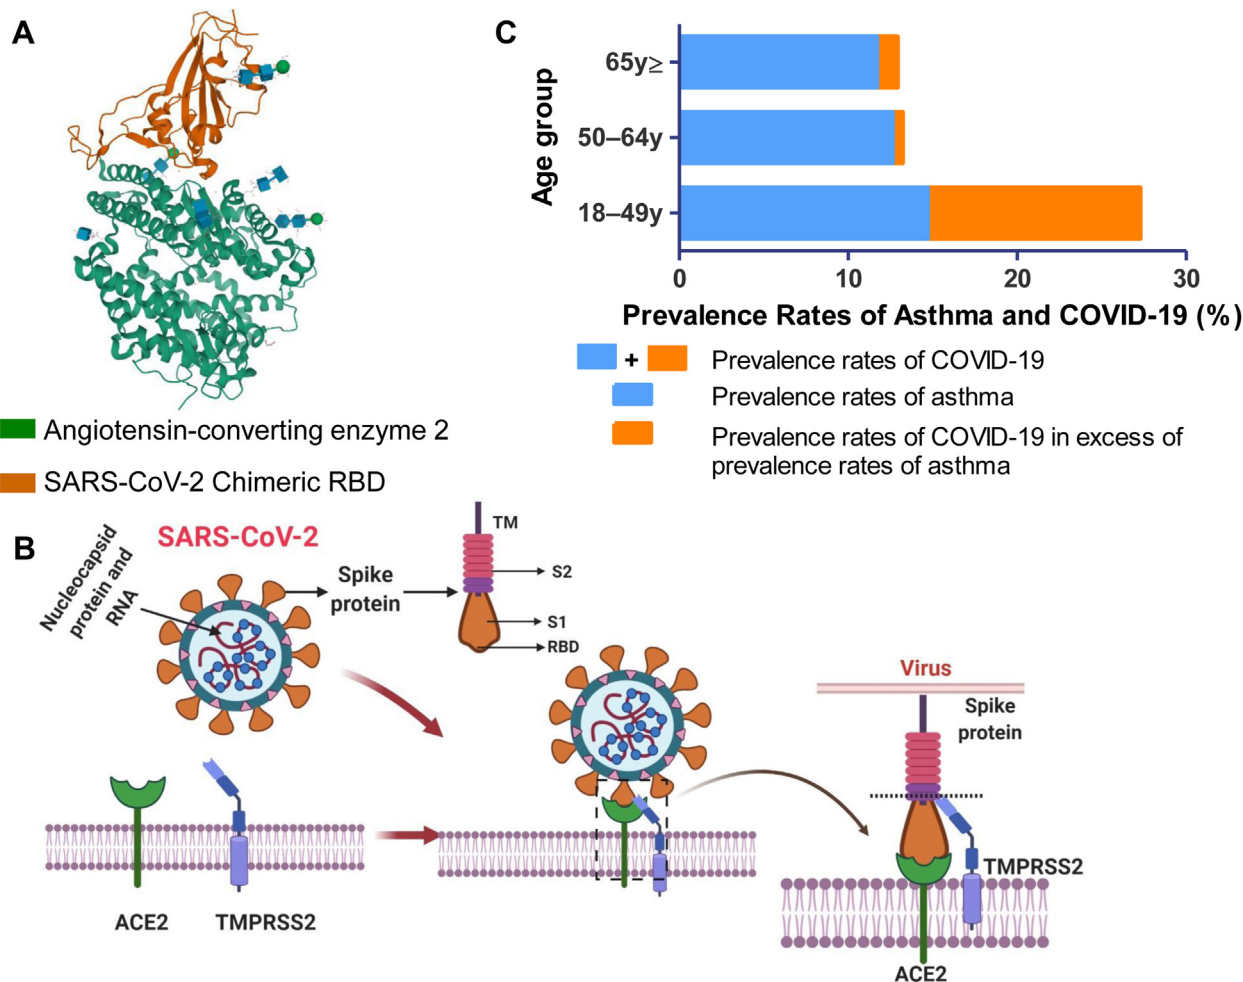 A
Angiotensin-converting enzyme 2
SARS-CoV-2 Chimeric RBD
C
Age group
65y≥
50–64y
18–49y
0
10
20
30
Prevalence Rates of Asthma and COVID-19 (%)
+
Prevalence rates of COVID-19
Prevalence rates of asthma
Prevalence rates of COVID-19 in excess of
prevalence rates of asthma
B
Nucleocapsid
protein and
RNA
SARS-CoV-2
Spike
protein
TM
S2
S1
RBD
ACE2
TMPRSS2
Virus
Spike
protein
TMPRSS2
ACE2